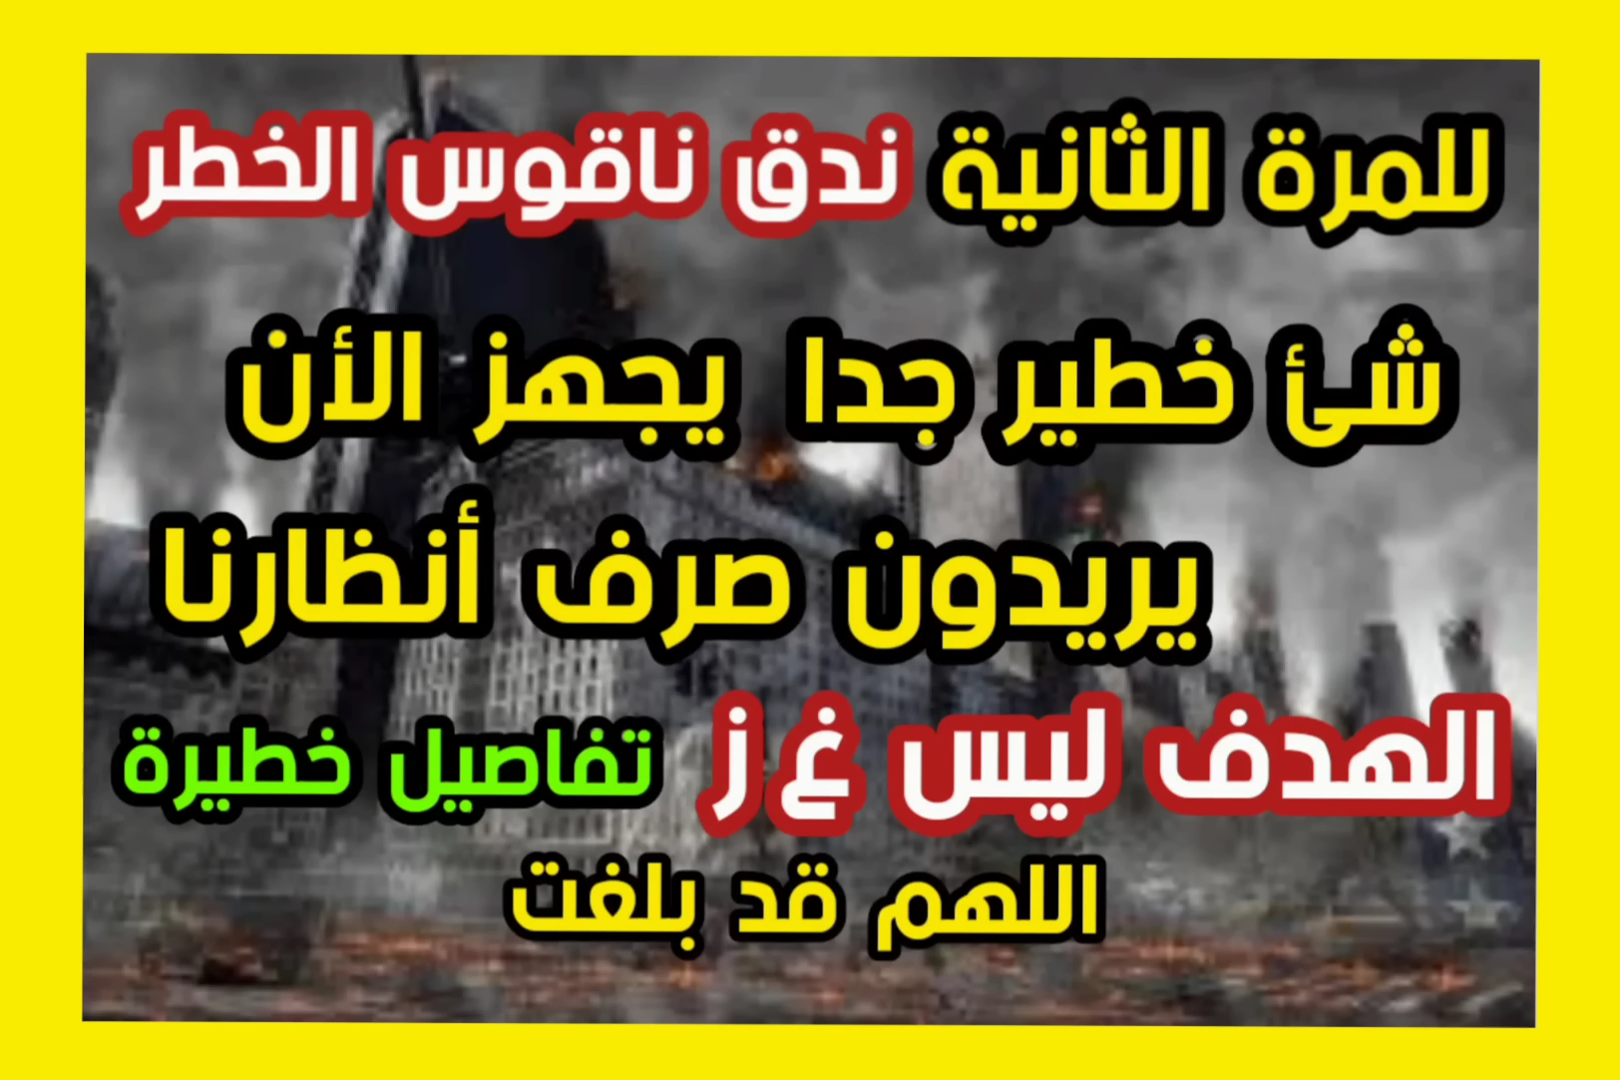 للمرة الثانية ندق ناقوس الخطر
شئ خطير جدا يجهز الأن
يريدون صرف أنظارنا
الهدف ليس غ ز تفاصيل خطيرة
اللهم قد بلغت